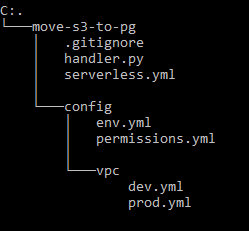 C:.
move-s3-to-pg
.gitignore
handler.py
serverless.yml
config
env.yml
permissions.yml
vpc
dev.yml
prod.yml